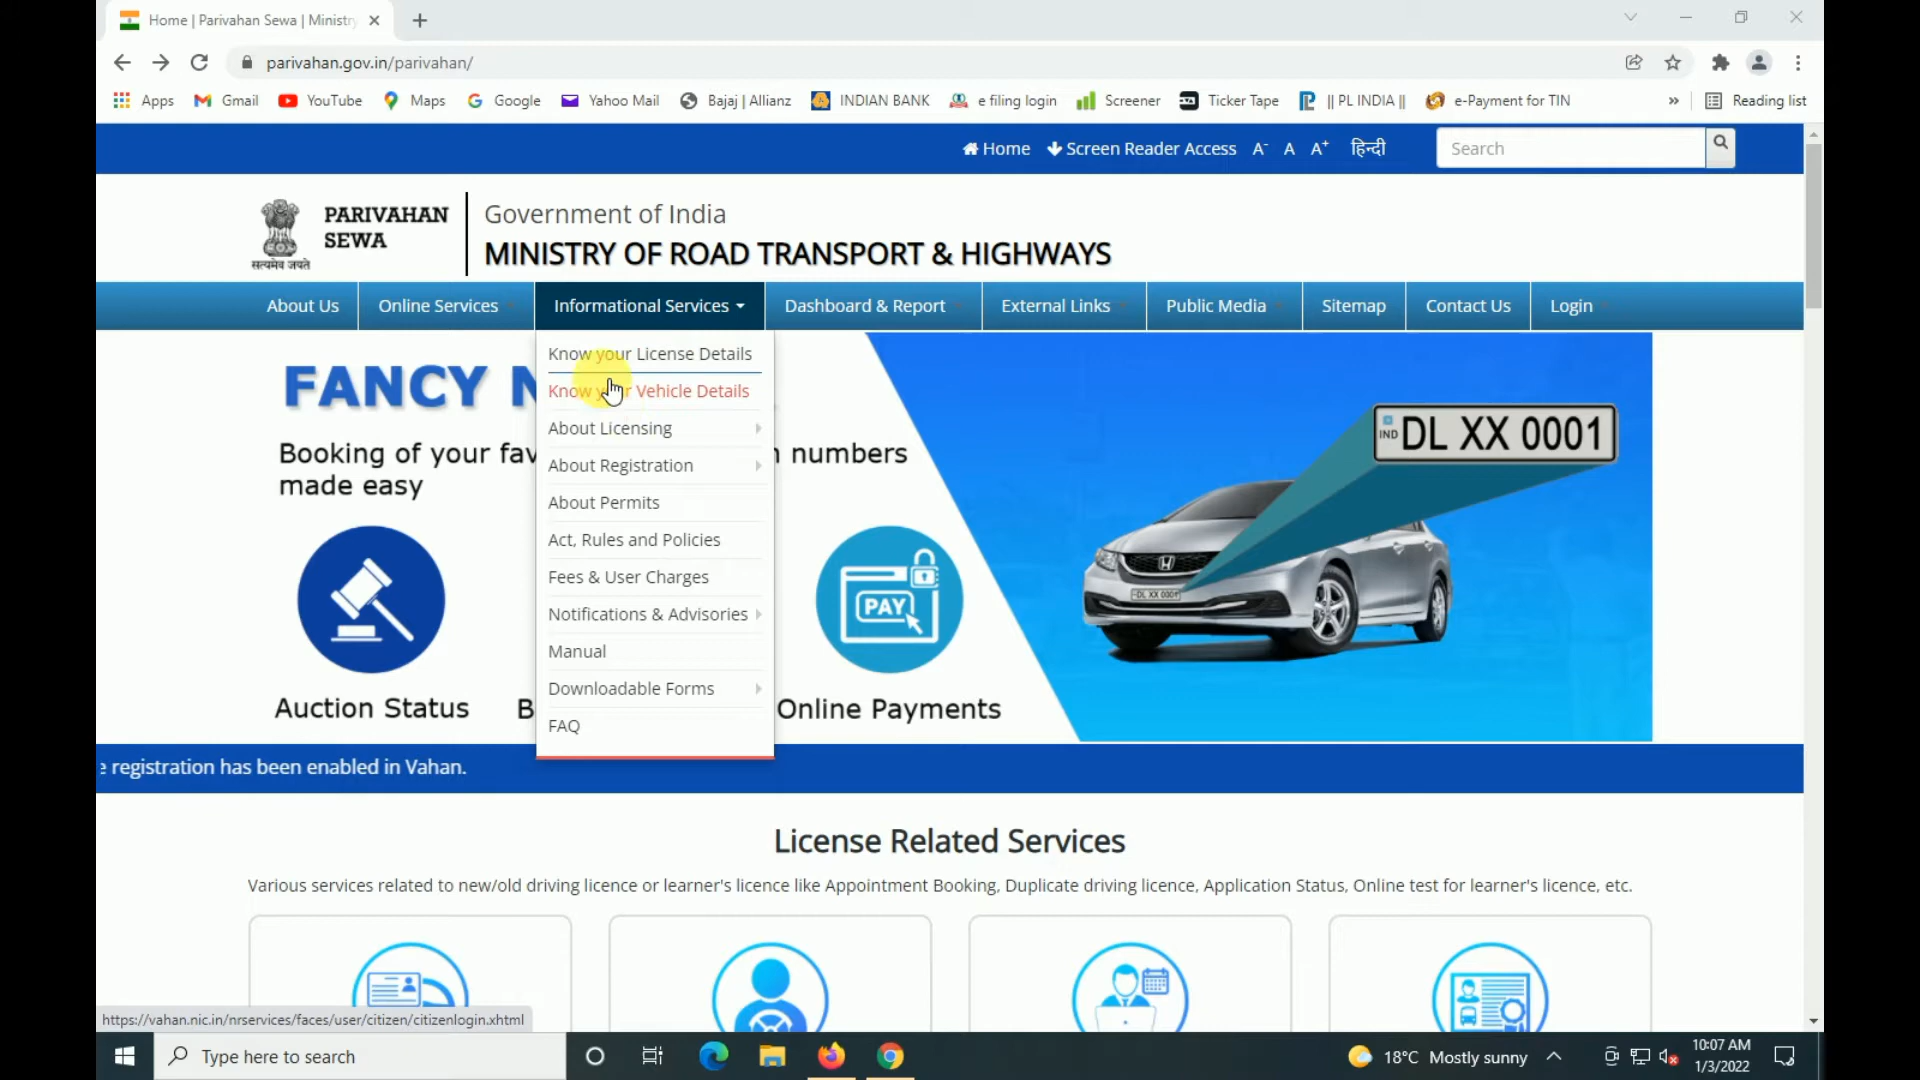 Home | Parivahan Sewa | Ministry
parivahan.gov.in/parivahan/
Apps Gmail YouTube Maps Google Yahoo Mail Bajaj | Allianz INDIAN BANK e filing login Screener Ticker Tape || PL INDIA || e-Payment for TIN » Reading list
Home Screen Reader Access A- A A+ हिन्दी Search
PARIVAHAN
SEWA
सत्यमेव जयते
Government of India
MINISTRY OF ROAD TRANSPORT & HIGHWAYS
About Us Online Services Informational Services Dashboard & Report External Links Public Media Sitemap Contact Us Login
Know your License Details
Know your Vehicle Details
About Licensing
About Registration
About Permits
Act, Rules and Policies
Fees & User Charges
Notifications & Advisories
Manual
Downloadable Forms
FAQ
FANCY
Booking of your fav n numbers
made easy
IND DL XX 0001
DL XX 0001
PAY
Auction Status B Online Payments
e registration has been enabled in Vahan.
License Related Services
Various services related to new/old driving licence or learner's licence like Appointment Booking, Duplicate driving licence, Application Status, Online test for learner's licence, etc.
https://vahan.nic.in/nrservices/faces/user/citizen/citizenlogin.xhtml
Type here to search
18°C Mostly sunny
10:07 AM
1/3/2022